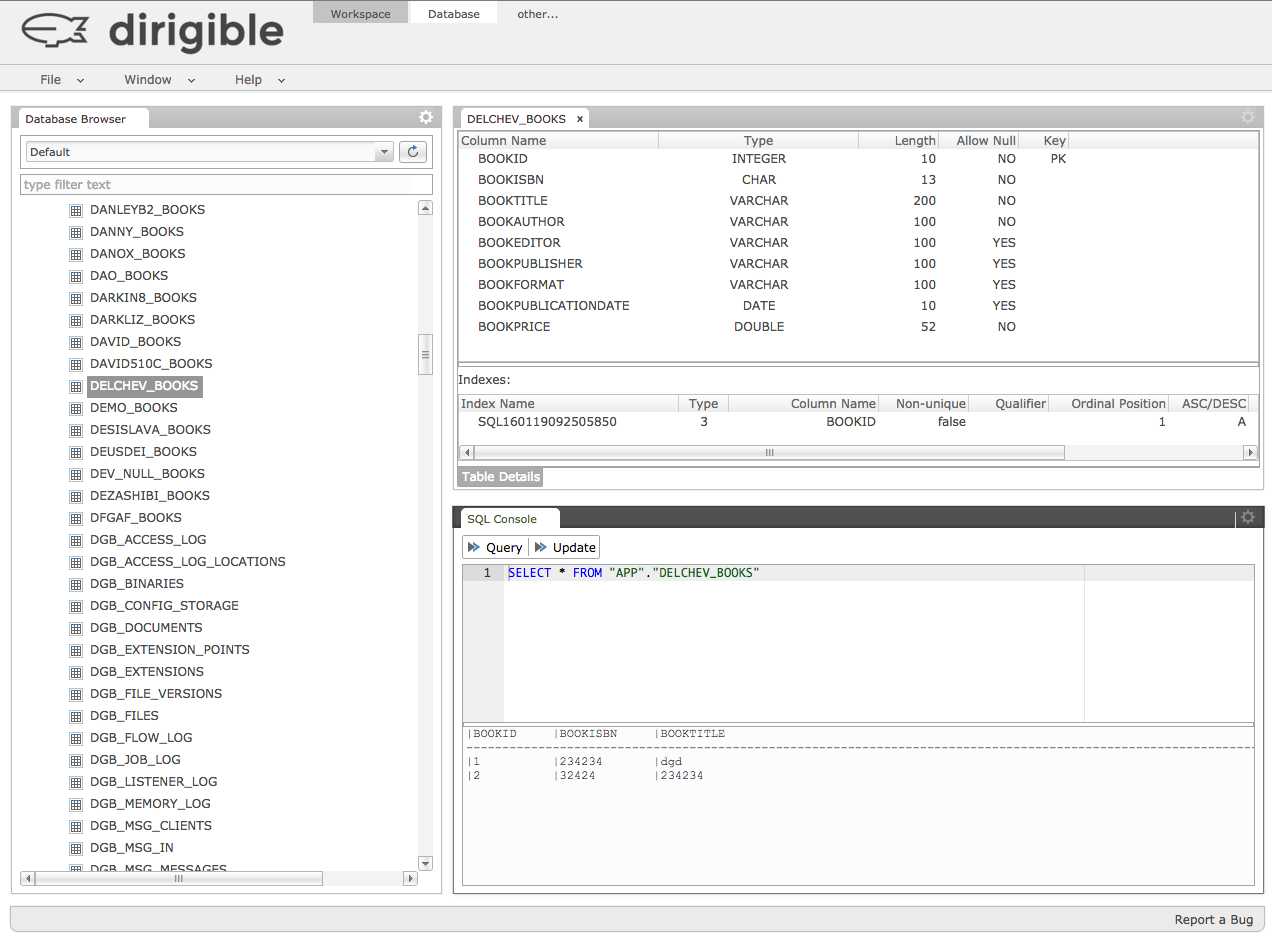 dirigible
Workspace Database other...
File Window Help
Database Browser
Default
type filter text
DANLEYB2_BOOKS
DANNY_BOOKS
DANOX_BOOKS
DAO_BOOKS
DARKIN8_BOOKS
DARKLIZ_BOOKS
DAVID_BOOKS
DAVID510C_BOOKS
DELCHEV_BOOKS
DEMO_BOOKS
DESISLAVA_BOOKS
DEUSDEI_BOOKS
DEV_NULL_BOOKS
DEZASHIBI_BOOKS
DFGAF_BOOKS
DGB_ACCESS_LOG
DGB_ACCESS_LOG_LOCATIONS
DGB_BINARIES
DGB_CONFIG_STORAGE
DGB_DOCUMENTS
DGB_EXTENSION_POINTS
DGB_EXTENSIONS
DGB_FILE_VERSIONS
DGB_FILES
DGB_FLOW_LOG
DGB_JOB_LOG
DGB_LISTENER_LOG
DGB_MEMORY_LOG
DGB_MSG_CLIENTS
DGB_MSG_IN
DGB_MSG_MESSAGES
DELCHEV_BOOKS x
Column Name Type Length Allow Null Key
BOOKID INTEGER 10 NO PK
BOOKISBN CHAR 13 NO
BOOKTITLE VARCHAR 200 NO
BOOKAUTHOR VARCHAR 100 NO
BOOKEDITOR VARCHAR 100 YES
BOOKPUBLISHER VARCHAR 100 YES
BOOKFORMAT VARCHAR 100 YES
BOOKPUBLICATIONDATE DATE 10 YES
BOOKPRICE DOUBLE 52 NO
Indexes:
Index Name Type Column Name Non-unique Qualifier Ordinal Position ASC/DESC
SQL160119092505850 3 BOOKID false 1 A
Table Details
SQL Console
Query Update
1 SELECT * FROM "APP"."DELCHEV_BOOKS"
|BOOKID |BOOKISBN |BOOKTITLE
|1 |234234 |dgd
|2 |32424 |234234
Report a Bug